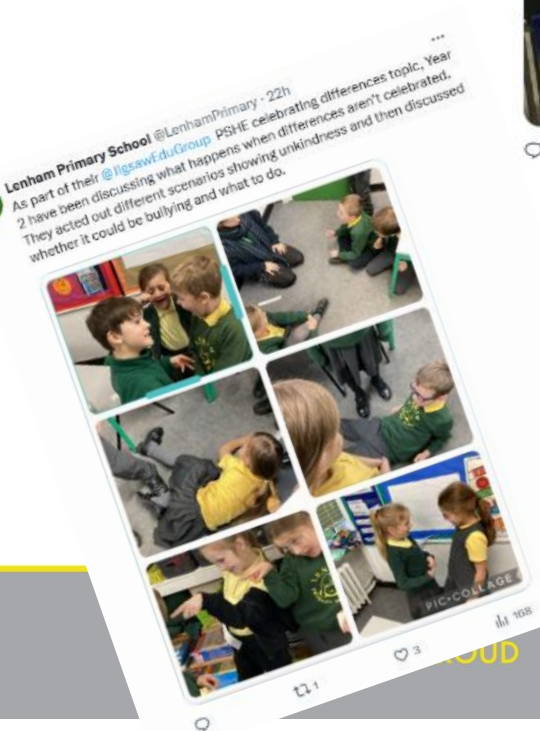 Lenham Primary School @LenhamPrimary · 22h
As part of their @JigsawEduGroup PSHE celebrating differences topic, Year
2 have been discussing what happens when differences aren't celebrated.
They acted out different scenarios showing unkindness and then discussed
whether it could be bullying and what to do.
PIC•COLLAGE
1
3
168
OUD